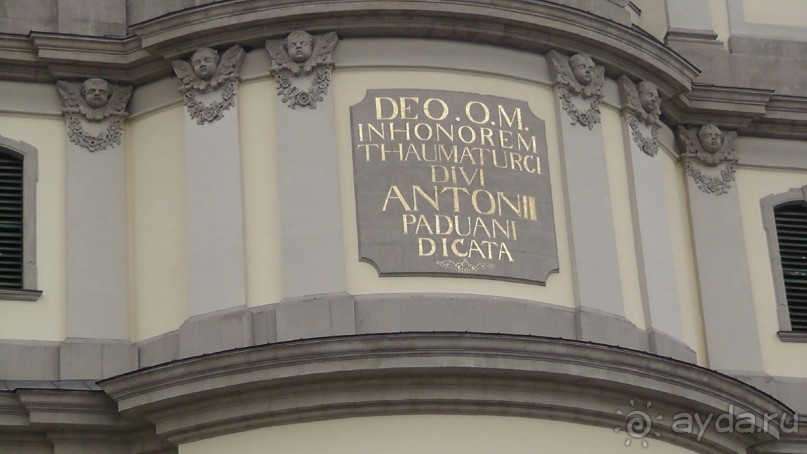 DEO.O.M.
INHONOREM
THAUMATURGI
DIVI
ANTONII
PADUANI
DICATA
ayda.ru